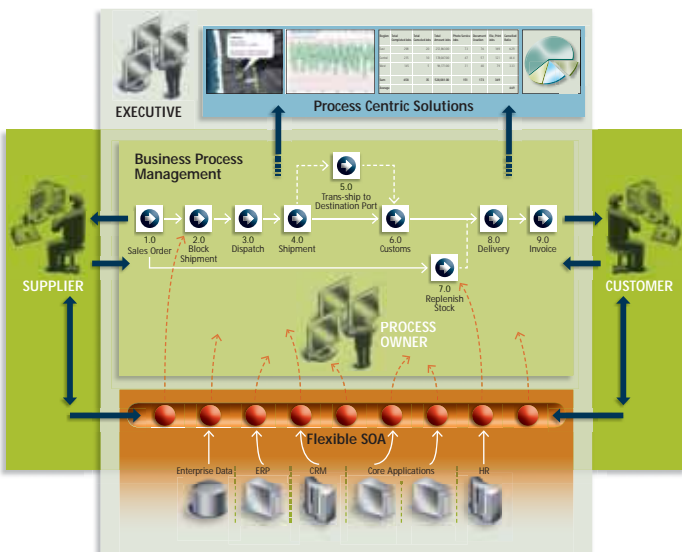 EXECUTIVE
Process Centric Solutions
Business Process
Management
5.0
Trans-ship to
Destination Port
1.0
Sales Order
2.0
Block
Shipment
3.0
Dispatch
4.0
Shipment
6.0
Customs
8.0
Delivery
9.0
Invoice
7.0
Replenish
Stock
SUPPLIER
CUSTOMER
PROCESS
OWNER
Flexible SOA
Enterprise Data
ERP
CRM
Core Applications
HR